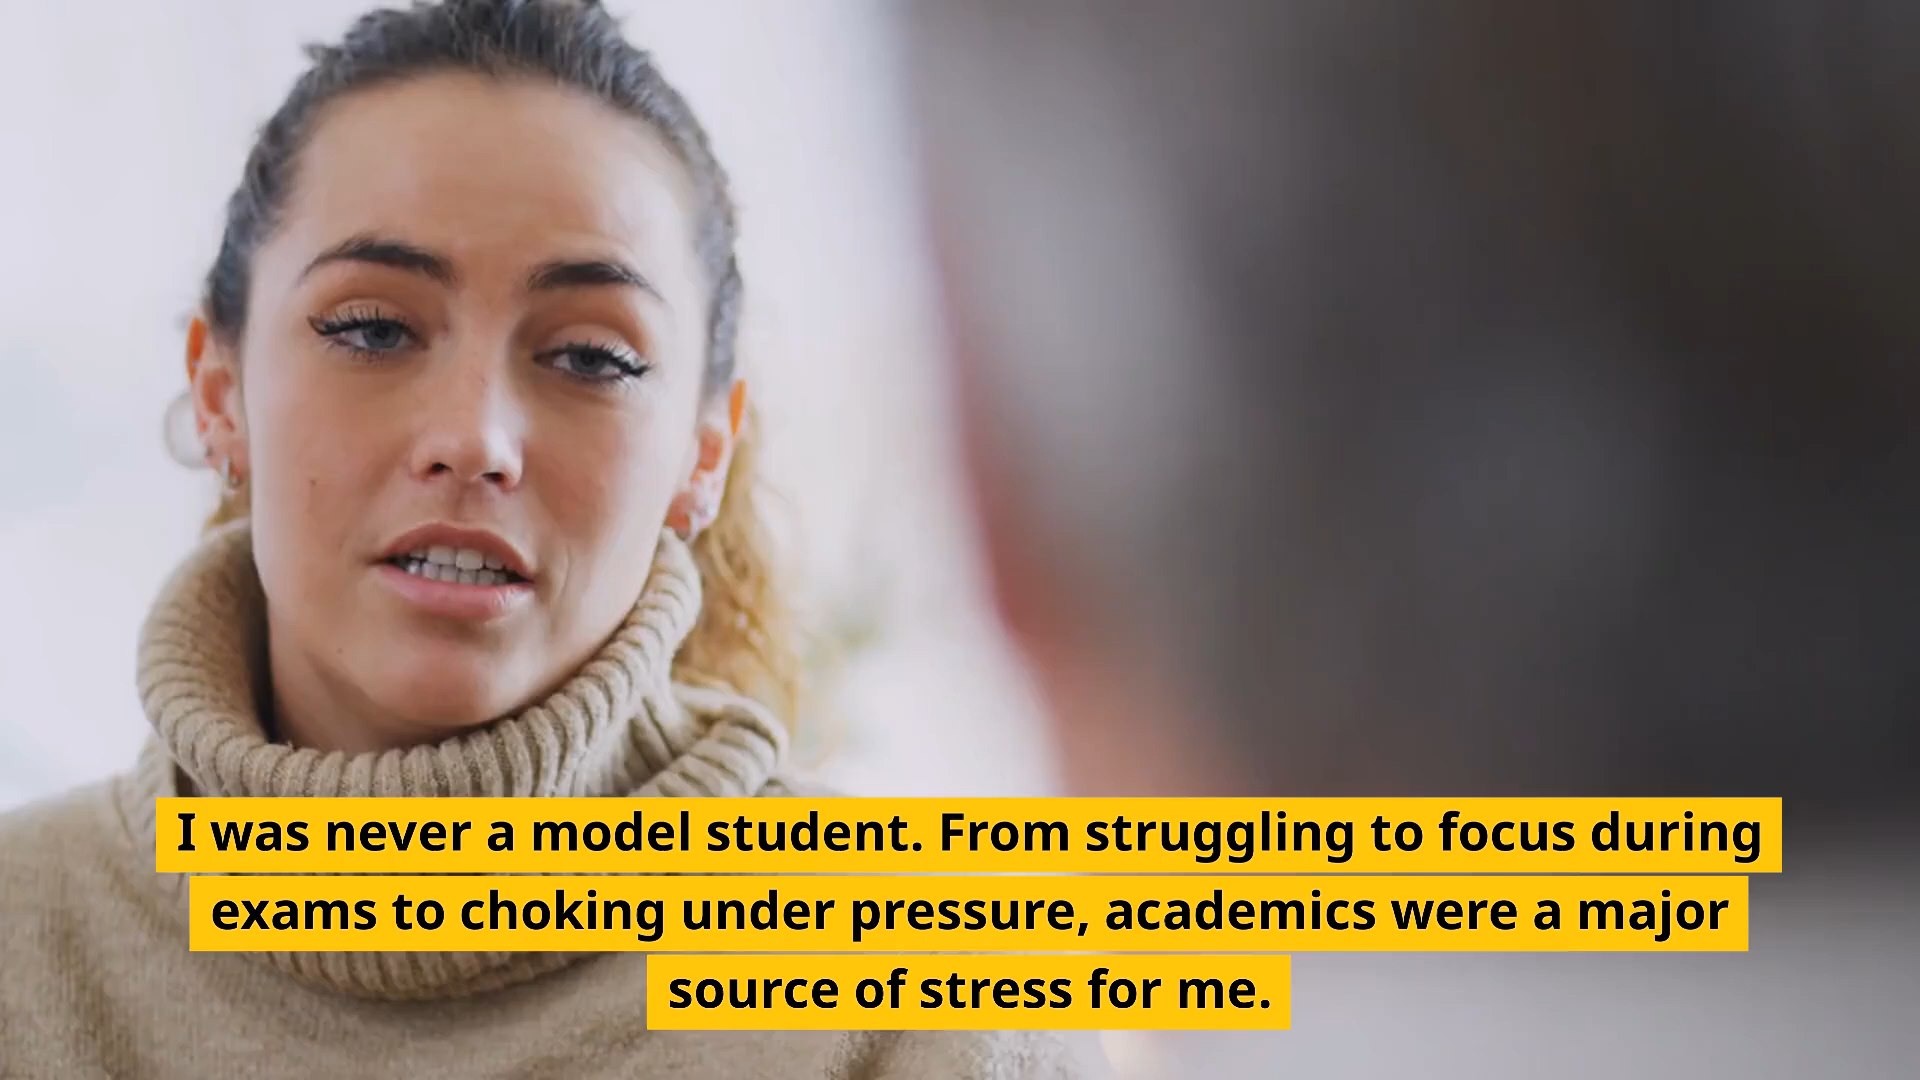 I was never a model student. From struggling to focus during
exams to choking under pressure, academics were a major
source of stress for me.